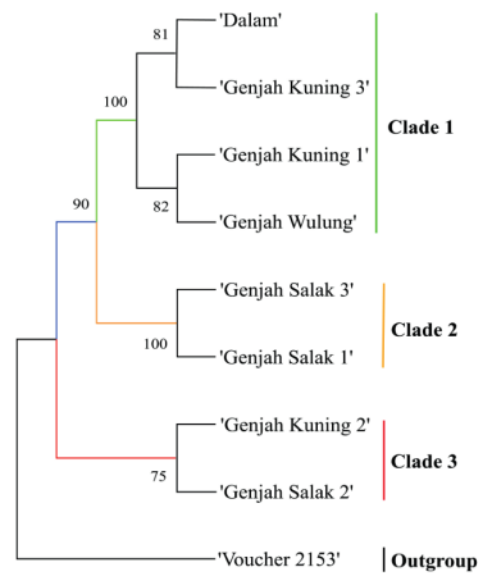 'Dalam'
81
'Genjah Kuning 3'
100
Clade 1
'Genjah Kuning 1'
90
82
'Genjah Wulung'
'Genjah Salak 3'
Clade 2
100
'Genjah Salak 1'
'Genjah Kuning 2'
Clade 3
75
'Genjah Salak 2'
'Voucher 2153'
Outgroup